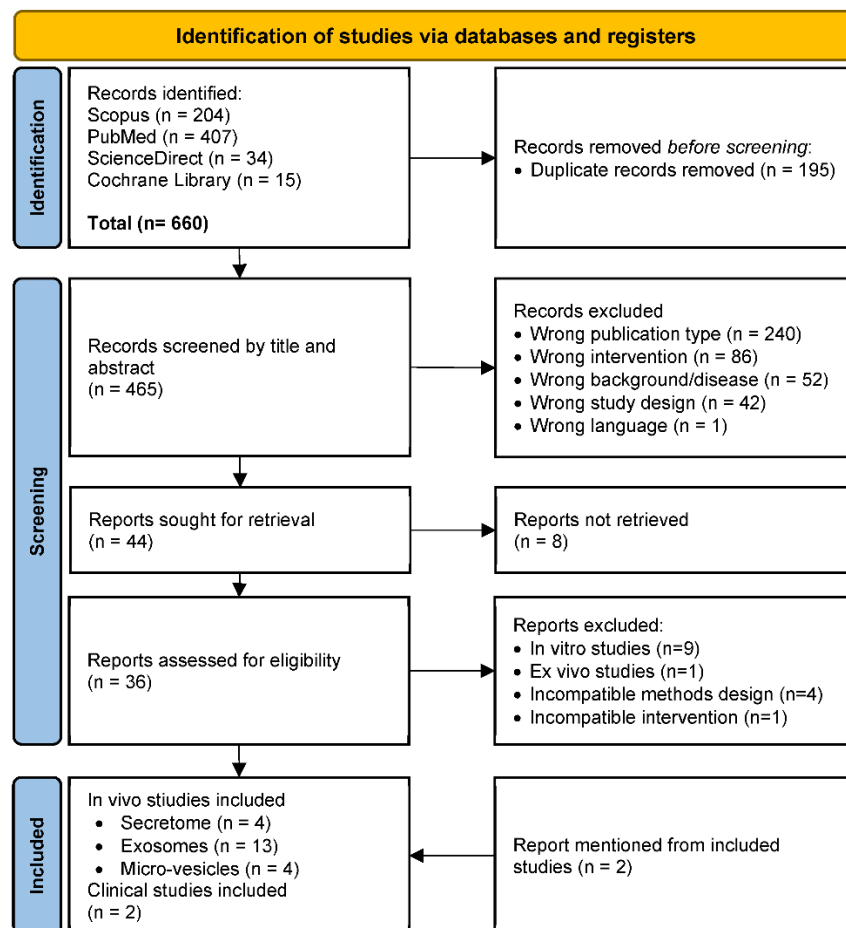 Identification of studies via databases and registers
Identification
Records identified:
Scopus (n = 204)
PubMed (n = 407)
ScienceDirect (n = 34)
Cochrane Library (n = 15)
Total (n= 660)
Records removed before screening:
• Duplicate records removed (n = 195)
Screening
Records screened by title and
abstract
(n = 465)
Records excluded
• Wrong publication type (n = 240)
• Wrong intervention (n = 86)
• Wrong background/disease (n = 52)
• Wrong study design (n = 42)
• Wrong language (n = 1)
Reports sought for retrieval
(n = 44)
Reports not retrieved
(n = 8)
Reports assessed for eligibility
(n = 36)
Reports excluded:
• In vitro studies (n=9)
• Ex vivo studies (n=1)
• Incompatible methods design (n=4)
• Incompatible intervention (n=1)
Included
In vivo stiudies included
• Secretome (n = 4)
• Exosomes (n = 13)
• Micro-vesicles (n = 4)
Clinical studies included
(n = 2)
Report mentioned from included
studies (n = 2)